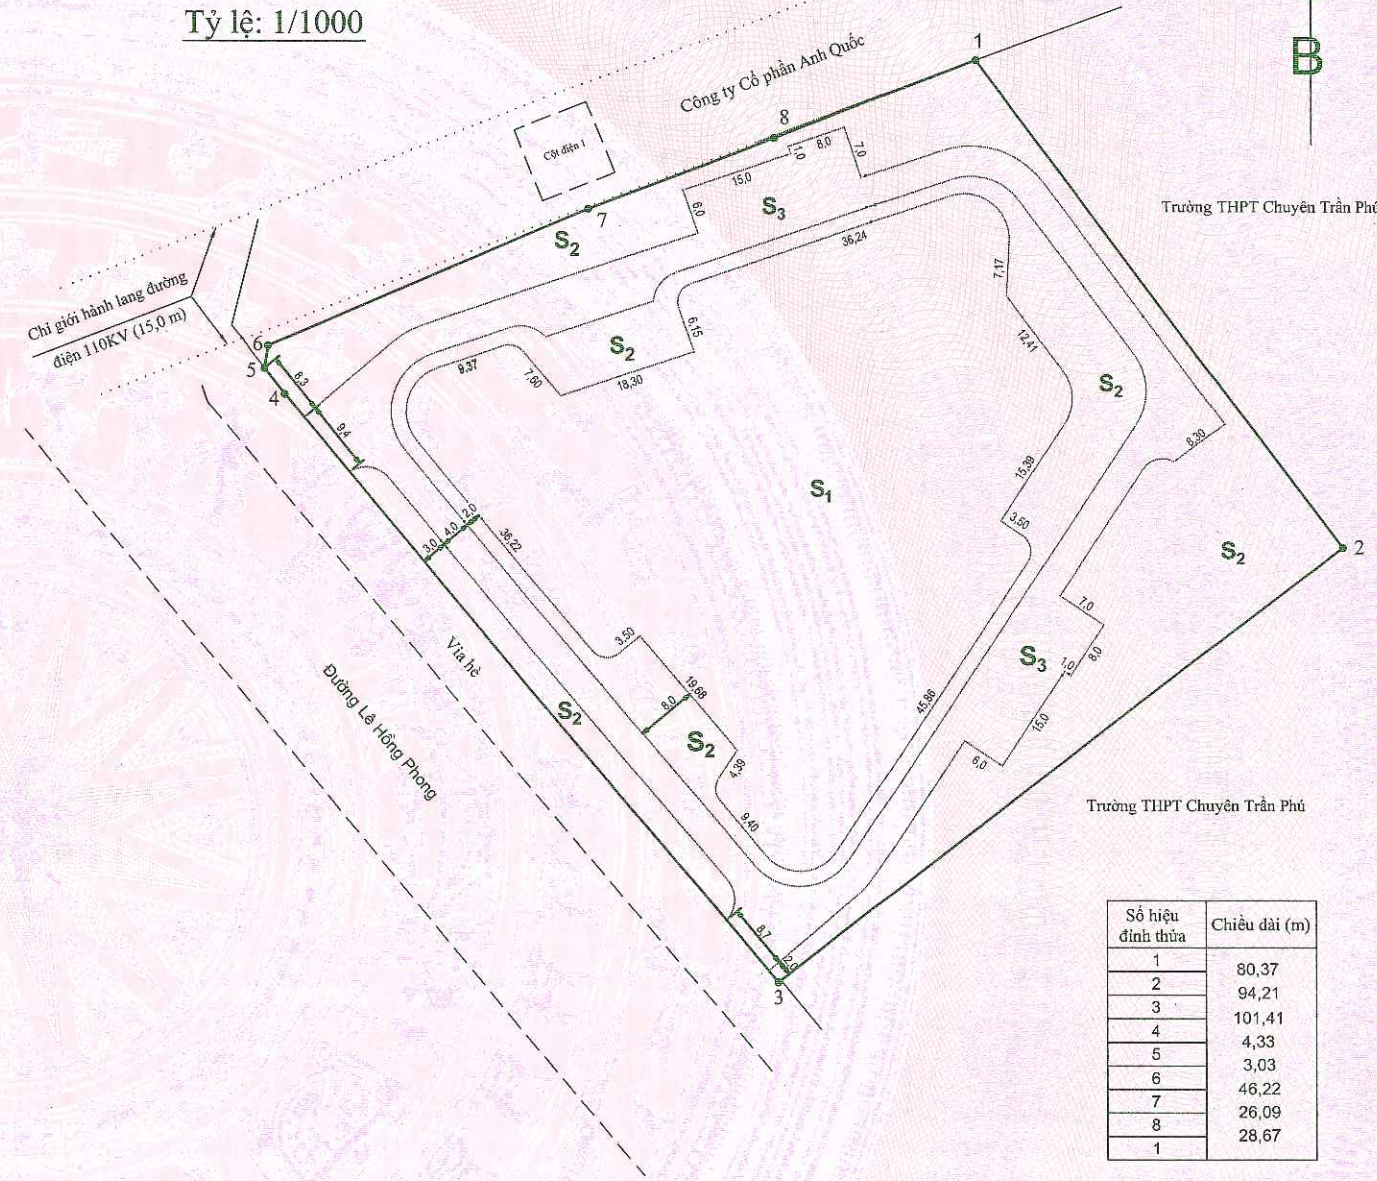 Tỷ lệ: 1/1000
B
1
Công ty Cổ phần Anh Quốc
8
Cột điện 1
8,0
1,0
7,0
15,0
S3
6,0
7
S2
Trường THPT Chuyên Trần Phú
36,24
7,17
Chỉ giới hành lang đường
điện 110KV (15,0 m)
6
5
4
8,3
9,4
9,37
7,60
S2
18,30
6,15
12,41
S2
8,30
15,39
3,50
S1
S2
2
3,0
4,0
2,0
36,22
3,50
19,68
8,0
S2
4,39
9,40
S2
Vỉa hè
Đường Lê Hồng Phong
7,0
S3
1,0
8,0
15,0
6,0
45,86
8,7
2,0
3
Trường THPT Chuyên Trần Phú
Số hiệu đỉnh thửa
Chiều dài (m)
1
80,37
2
94,21
3
101,41
4
4,33
5
3,03
6
46,22
7
26,09
8
28,67
1